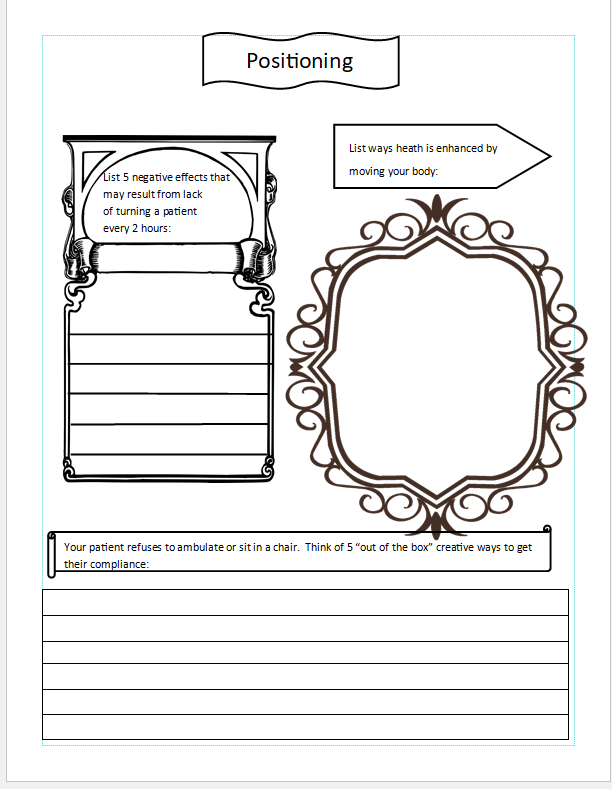 Positioning
List 5 negative effects that
may result from lack
of turning a patient
every 2 hours:
List ways heath is enhanced by
moving your body:
Your patient refuses to ambulate or sit in a chair. Think of 5 “out of the box” creative ways to get
their compliance: